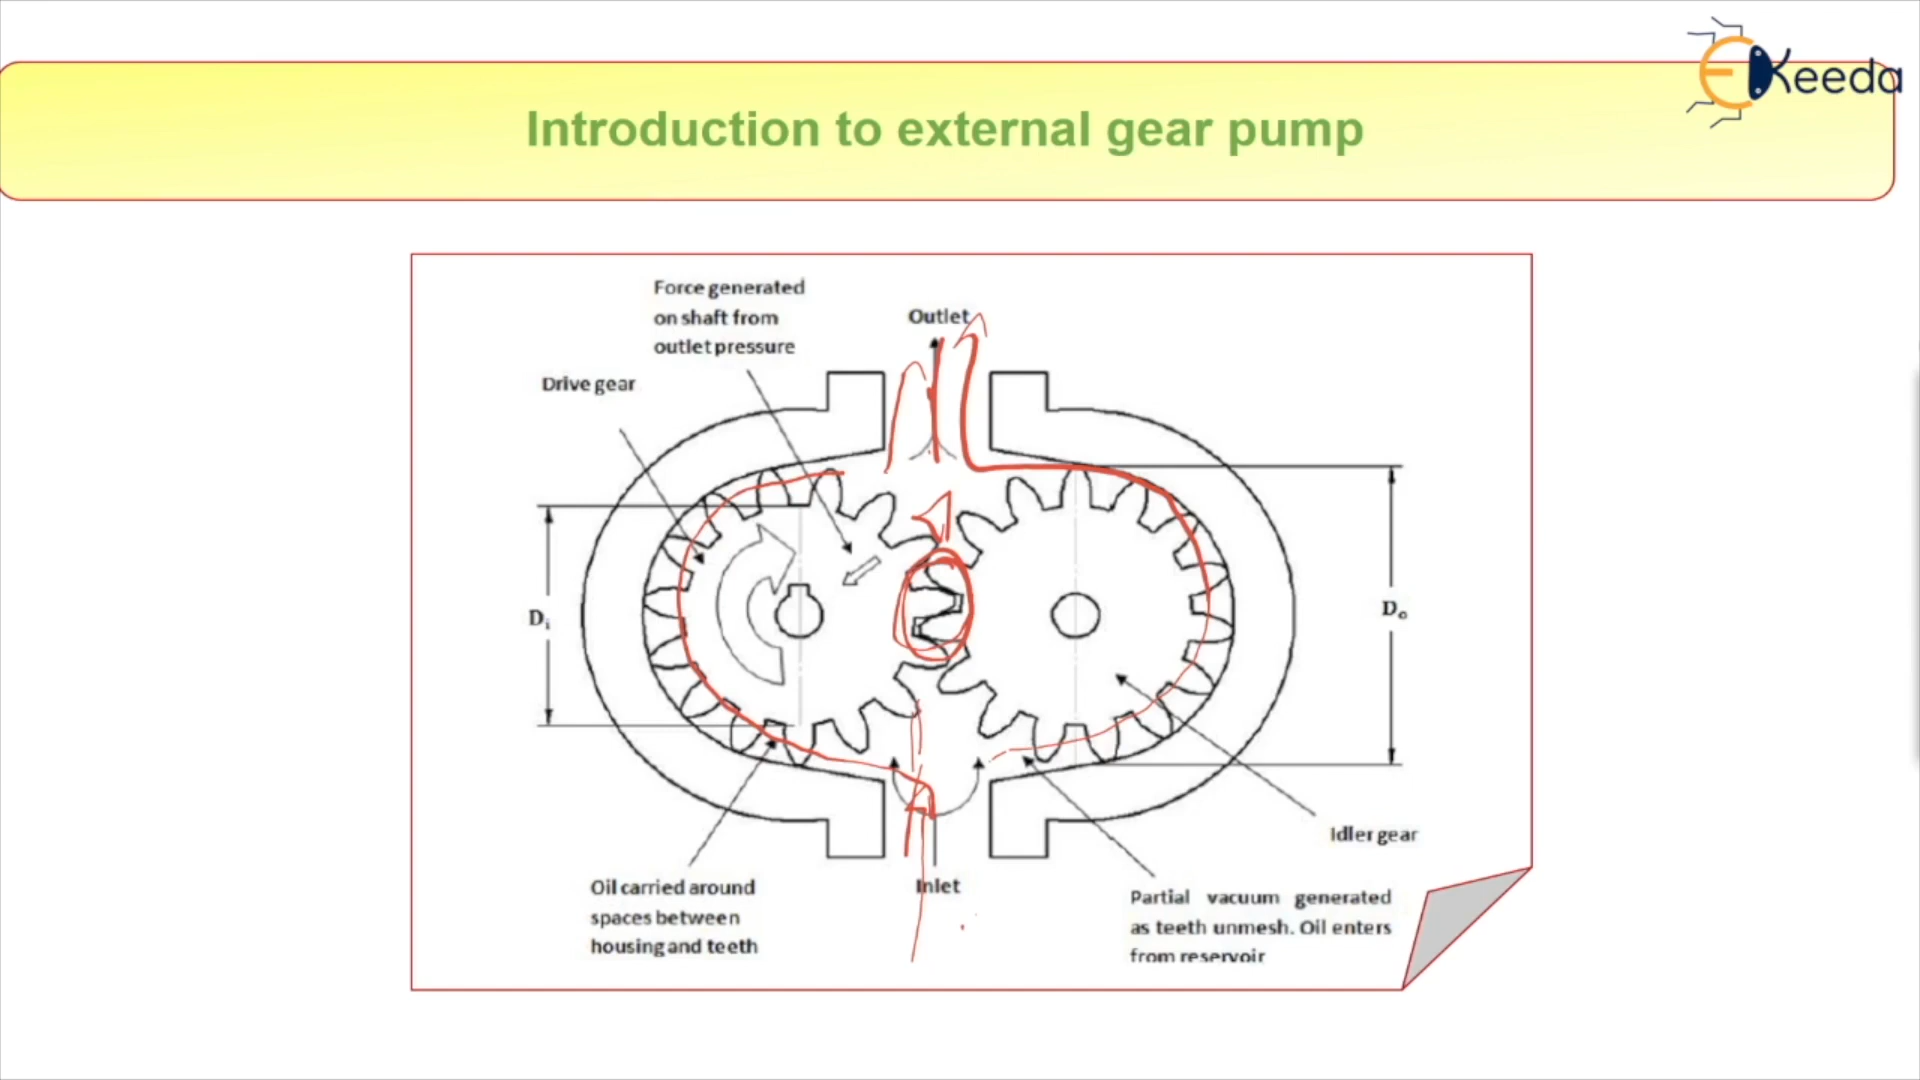 EKeeda
Introduction to external gear pump
Force generated
on shaft from
outlet pressure
Outlet
Drive gear
Di
Do
Idler gear
Oil carried around
spaces between
housing and teeth
Inlet
Partial vacuum generated
as teeth unmesh. Oil enters
from reservoir